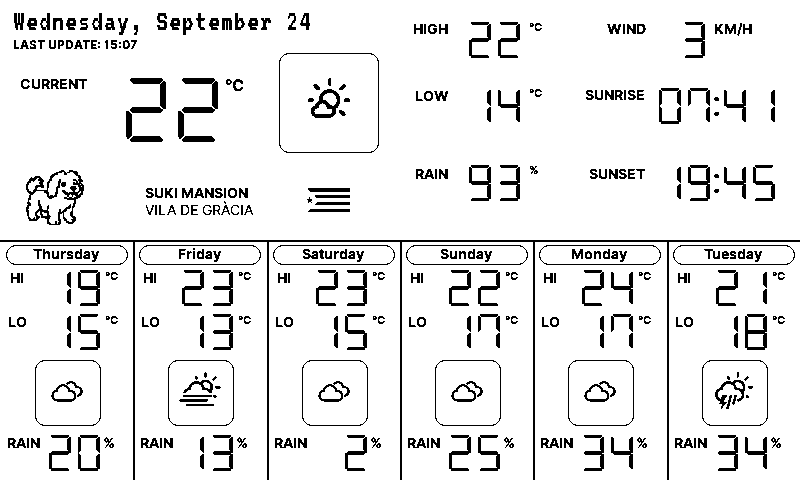 Wednesday, September 24
LAST UPDATE: 15:07
CURRENT 22 °C
HIGH 22 °C
LOW 14 °C
RAIN 93 %
WIND 3 KM/H
SUNRISE 07:41
SUNSET 19:45
SUKI MANSION
VILA DE GRÀCIA
Thursday
HI 19 °C
LO 15 °C
RAIN 20 %
Friday
HI 23 °C
LO 13 °C
RAIN 13 %
Saturday
HI 23 °C
LO 15 °C
RAIN 2 %
Sunday
HI 22 °C
LO 17 °C
RAIN 25 %
Monday
HI 24 °C
LO 17 °C
RAIN 34 %
Tuesday
HI 21 °C
LO 18 °C
RAIN 34 %